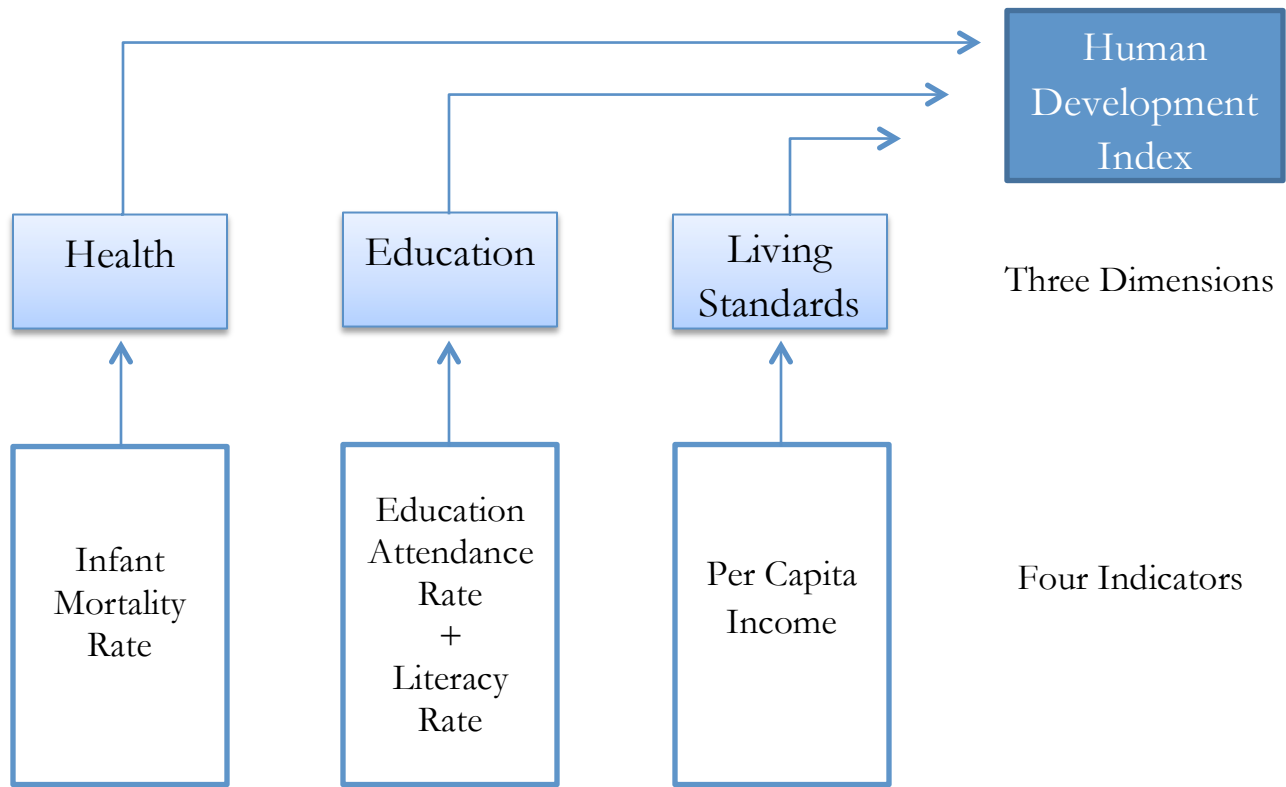 Human
Development
Index
Health
Education
Living
Standards
Three Dimensions
Infant
Mortality
Rate
Education
Attendance
Rate
+
Literacy
Rate
Per Capita
Income
Four Indicators